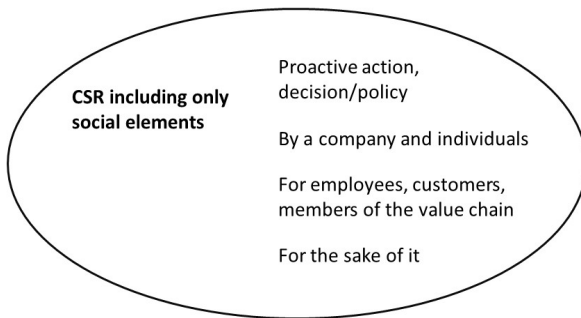 CSR including only
social elements
Proactive action,
decision/policy
By a company and individuals
For employees, customers,
members of the value chain
For the sake of it